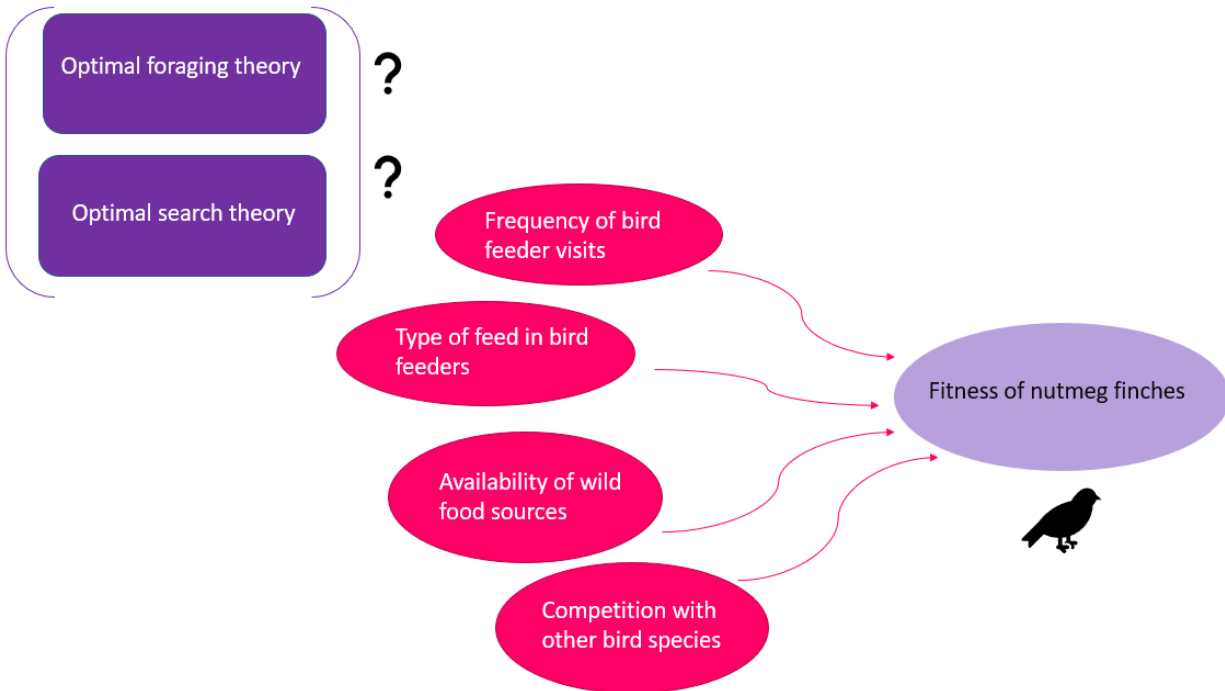 Optimal foraging theory
?
Optimal search theory
?
Frequency of bird
feeder visits
Type of feed in bird
feeders
Fitness of nutmeg finches
Availability of wild
food sources
Competition with
other bird species